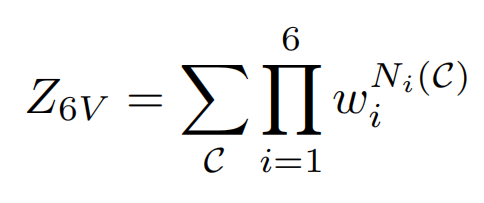 $Z_{6V} = \sum_{\mathcal{C}} \prod_{i=1}^{6} w_i^{N_i(\mathcal{C})}$